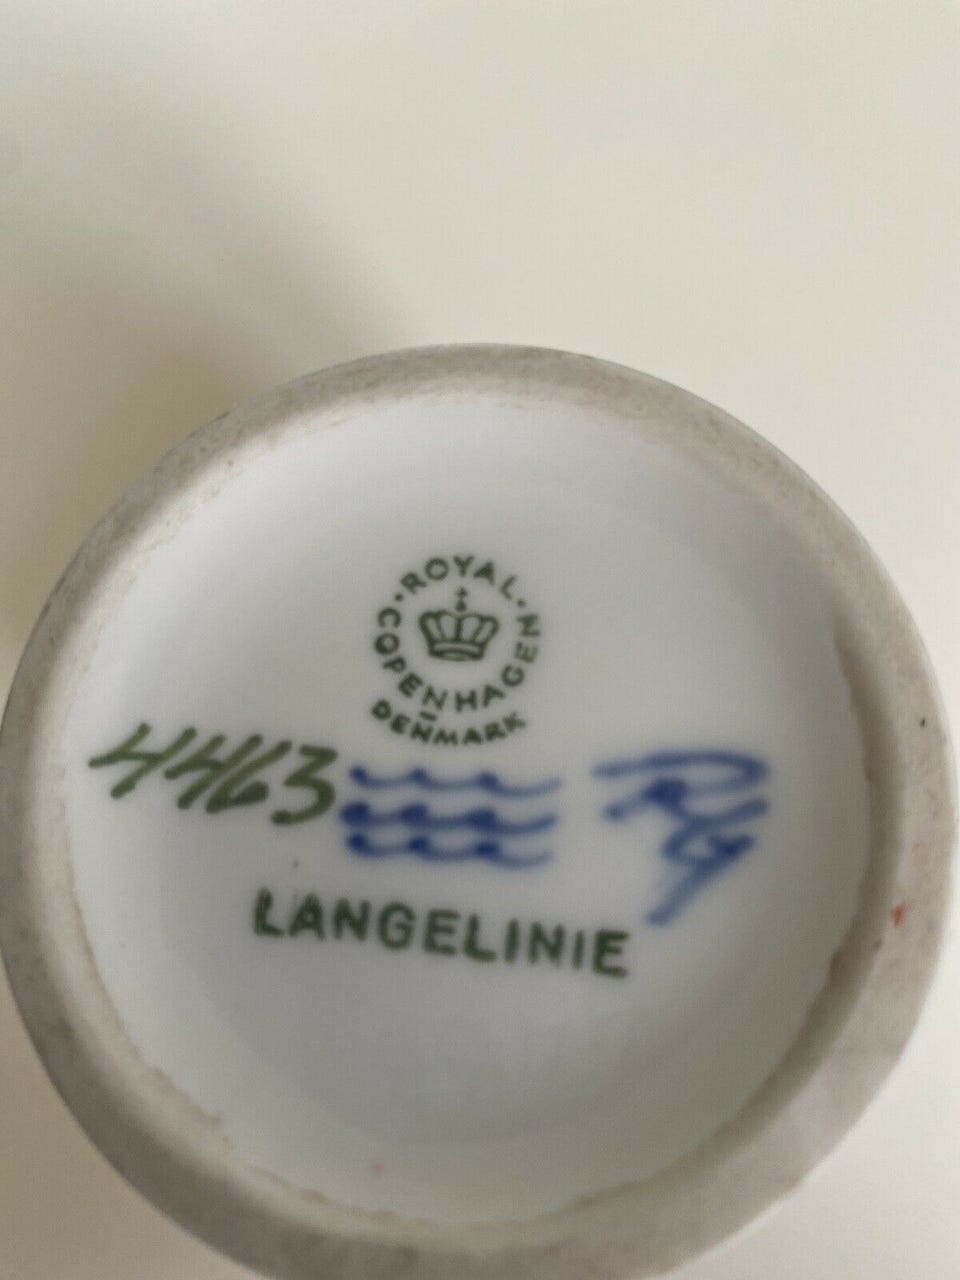 ROYAL
COPENHAGEN
DENMARK
4463
LANGELINIE